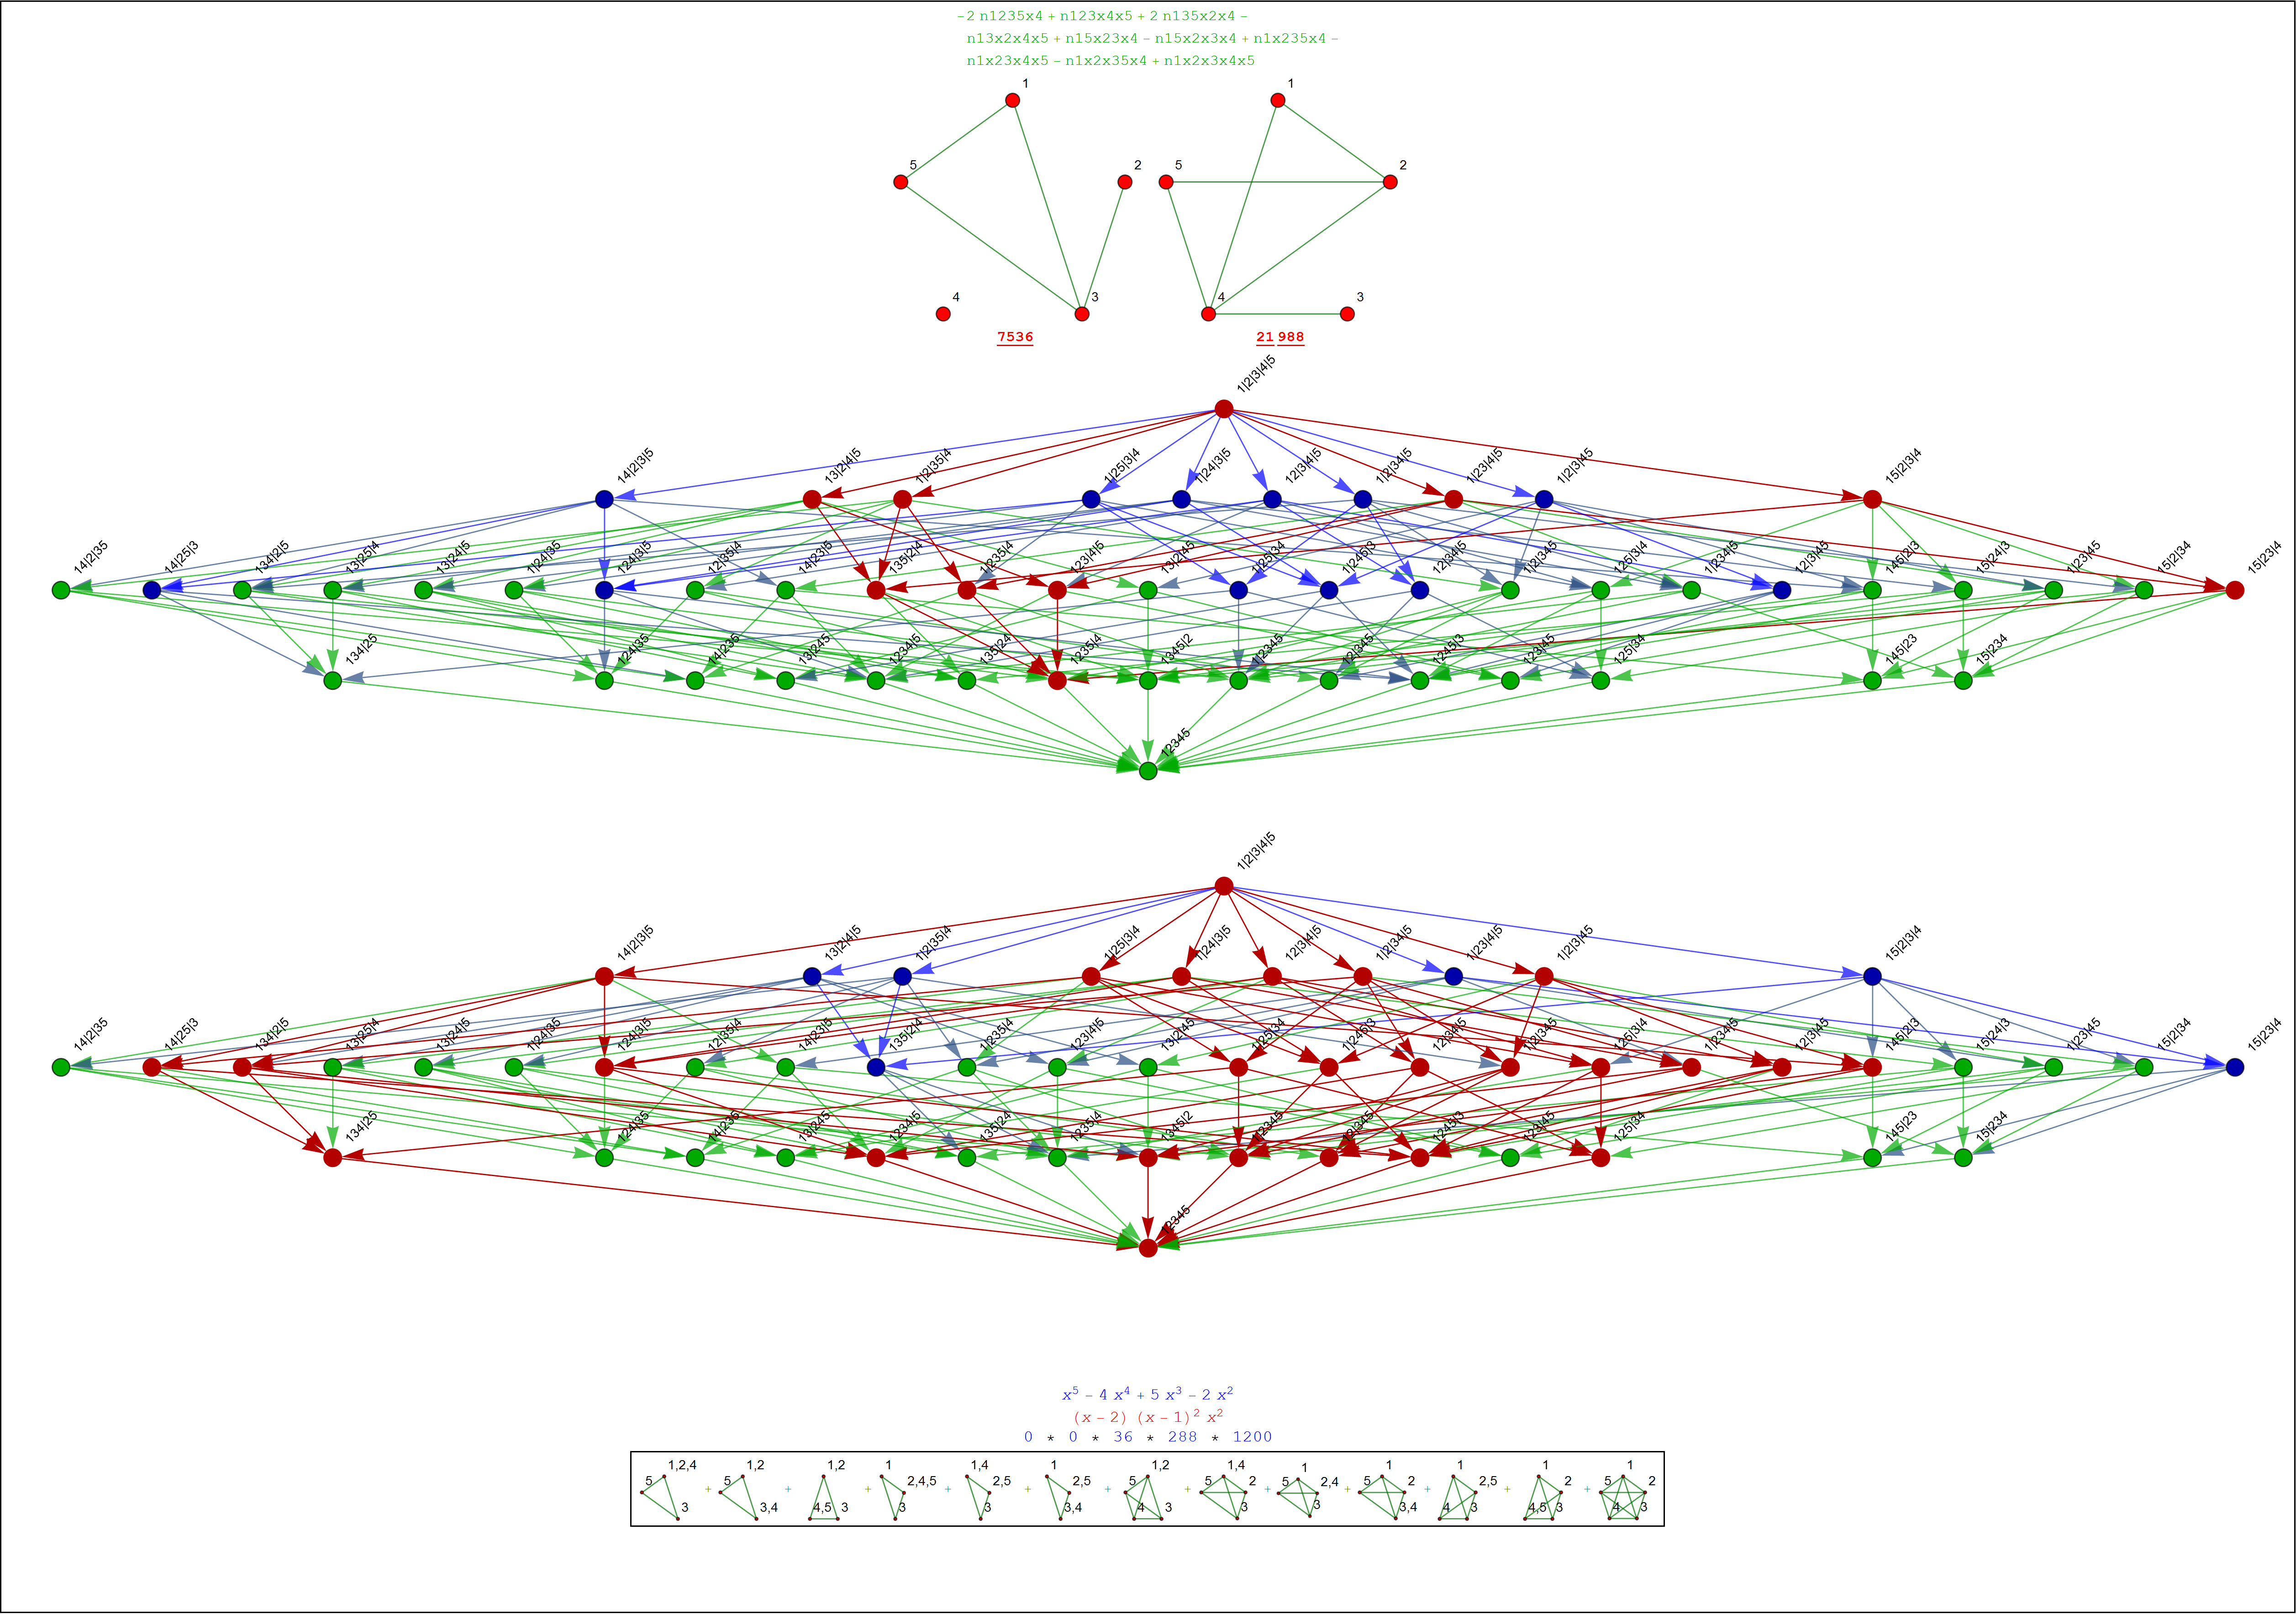 -2 n1235x4 + n123x4x5 + 2 n135x2x4 -
n13x2x4x5 + n15x23x4 - n15x2x3x4 + n1x235x4 -
n1x23x4x5 - n1x2x35x4 + n1x2x3x4x5
1 1
5 2 5 2
4 3 4 3
7536 21 988
1|2|3|4|5
14|2|3|5 13|2|4|5 1|2|35|4 1|25|3|4 1|24|3|5 12|3|4|5 1|2|34|5 1|23|4|5 1|2|3|45 15|2|3|4
14|2|35 14|25|3 134|2|5 13|25|4 13|24|5 1|24|35 124|3|5 12|35|4 14|23|5 135|2|4 1|235|4 123|4|5 13|2|45 1|25|34 1|245|3 12|34|5 1|2|345 125|3|4 1|234|5 12|3|45 145|2|3 15|24|3 1|23|45 15|2|34 15|23|4
134|25 124|35 14|235 13|245 1234|5 135|24 1235|4 1345|2 1|2345 12|345 1245|3 123|45 125|34 145|23 15|234
12345
1|2|3|4|5
14|2|3|5 13|2|4|5 1|2|35|4 1|25|3|4 1|24|3|5 12|3|4|5 1|2|34|5 1|23|4|5 1|2|3|45 15|2|3|4
14|2|35 14|25|3 134|2|5 13|25|4 13|24|5 1|24|35 124|3|5 12|35|4 14|23|5 135|2|4 1|235|4 123|4|5 13|2|45 1|25|34 1|245|3 12|34|5 1|2|345 125|3|4 1|234|5 12|3|45 145|2|3 15|24|3 1|23|45 15|2|34 15|23|4
134|25 124|35 14|235 13|245 1234|5 135|24 1235|4 1345|2 1|2345 12|345 1245|3 123|45 125|34 145|23 15|234
12345
x⁵ - 4 x⁴ + 5 x³ - 2 x²
(x - 2) (x - 1)² x²
0 * 0 * 36 * 288 * 1200
1,2,4 1,2 1,2 1 1,4 1 1,2 1,4 1 1 1 1 1
5 + 5 + + 2,4,5 + 2,5 + 2,5 + 5 + 5 2 + 5 2,4 + 5 2 + 2,5 + 2 + 5 2
3 3,4 4,5 3 3 3 3,4 4 3 3 3 3,4 4 3 4,5 3 4 3